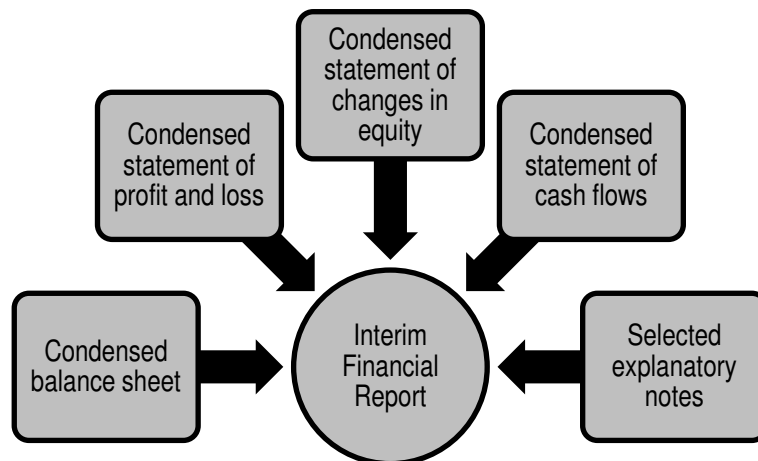 Condensed
statement of
changes in
equity
Condensed
statement of
profit and loss
Condensed
statement of
cash flows
Condensed
balance sheet
Interim
Financial
Report
Selected
explanatory
notes